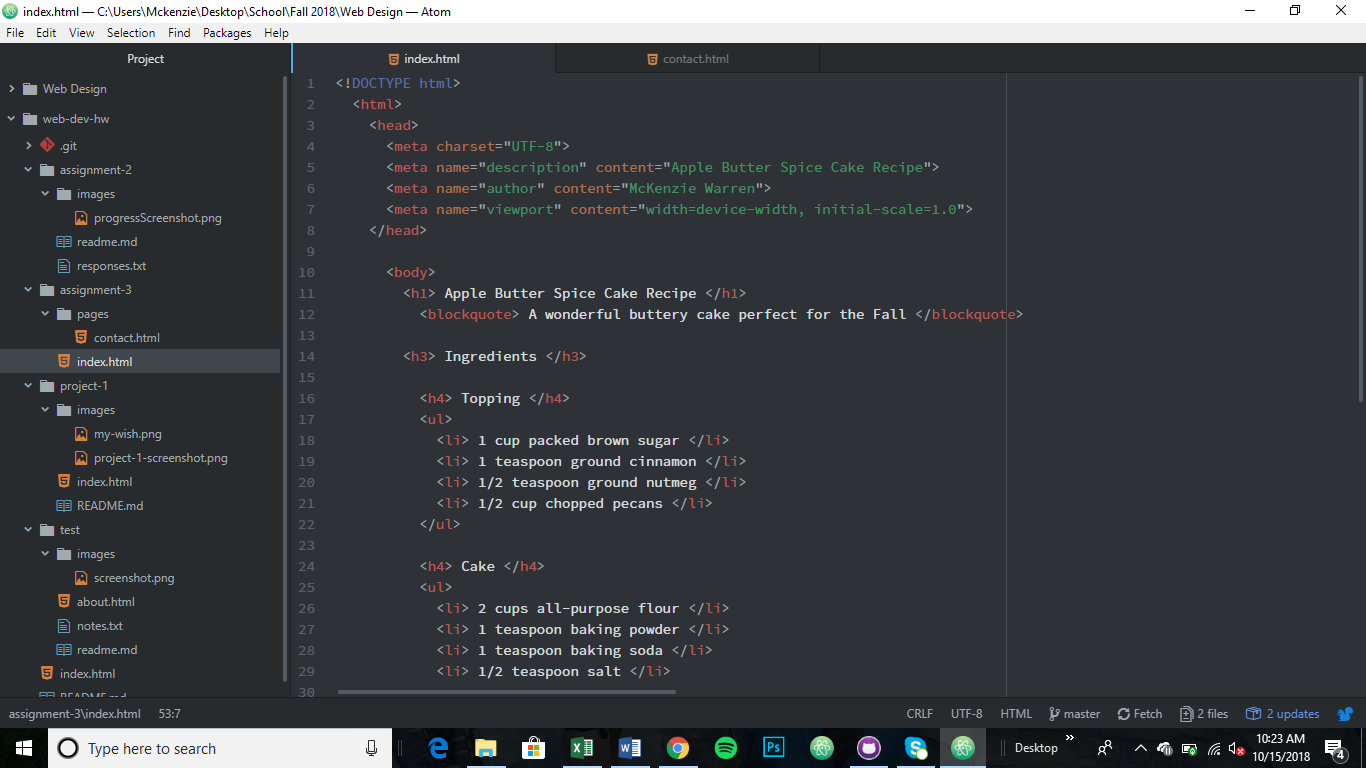 index.html — C:\Users\Mckenzie\Desktop\School\Fall 2018\Web Design — Atom
File Edit View Selection Find Packages Help
Project
Web Design
web-dev-hw
.git
assignment-2
images
progressScreenshot.png
readme.md
responses.txt
assignment-3
pages
contact.html
index.html
project-1
images
my-wish.png
project-1-screenshot.png
index.html
README.md
test
images
screenshot.png
about.html
notes.txt
readme.md
index.html
README.md
index.html contact.html
1 <!DOCTYPE html>
2 <html>
3 <head>
4 <meta charset="UTF-8">
5 <meta name="description" content="Apple Butter Spice Cake Recipe">
6 <meta name="author" content="McKenzie Warren">
7 <meta name="viewport" content="width=device-width, initial-scale=1.0">
8 </head>
9
10 <body>
11 <h1> Apple Butter Spice Cake Recipe </h1>
12 <blockquote> A wonderful buttery cake perfect for the Fall </blockquote>
13
14 <h3> Ingredients </h3>
15
16 <h4> Topping </h4>
17 <ul>
18 <li> 1 cup packed brown sugar </li>
19 <li> 1 teaspoon ground cinnamon </li>
20 <li> 1/2 teaspoon ground nutmeg </li>
21 <li> 1/2 cup chopped pecans </li>
22 </ul>
23
24 <h4> Cake </h4>
25 <ul>
26 <li> 2 cups all-purpose flour </li>
27 <li> 1 teaspoon baking powder </li>
28 <li> 1 teaspoon baking soda </li>
29 <li> 1/2 teaspoon salt </li>
30
assignment-3\index.html 53:7 CRLF UTF-8 HTML master Fetch 2 files 2 updates
Type here to search
Ps
Desktop
10:23 AM
10/15/2018
4